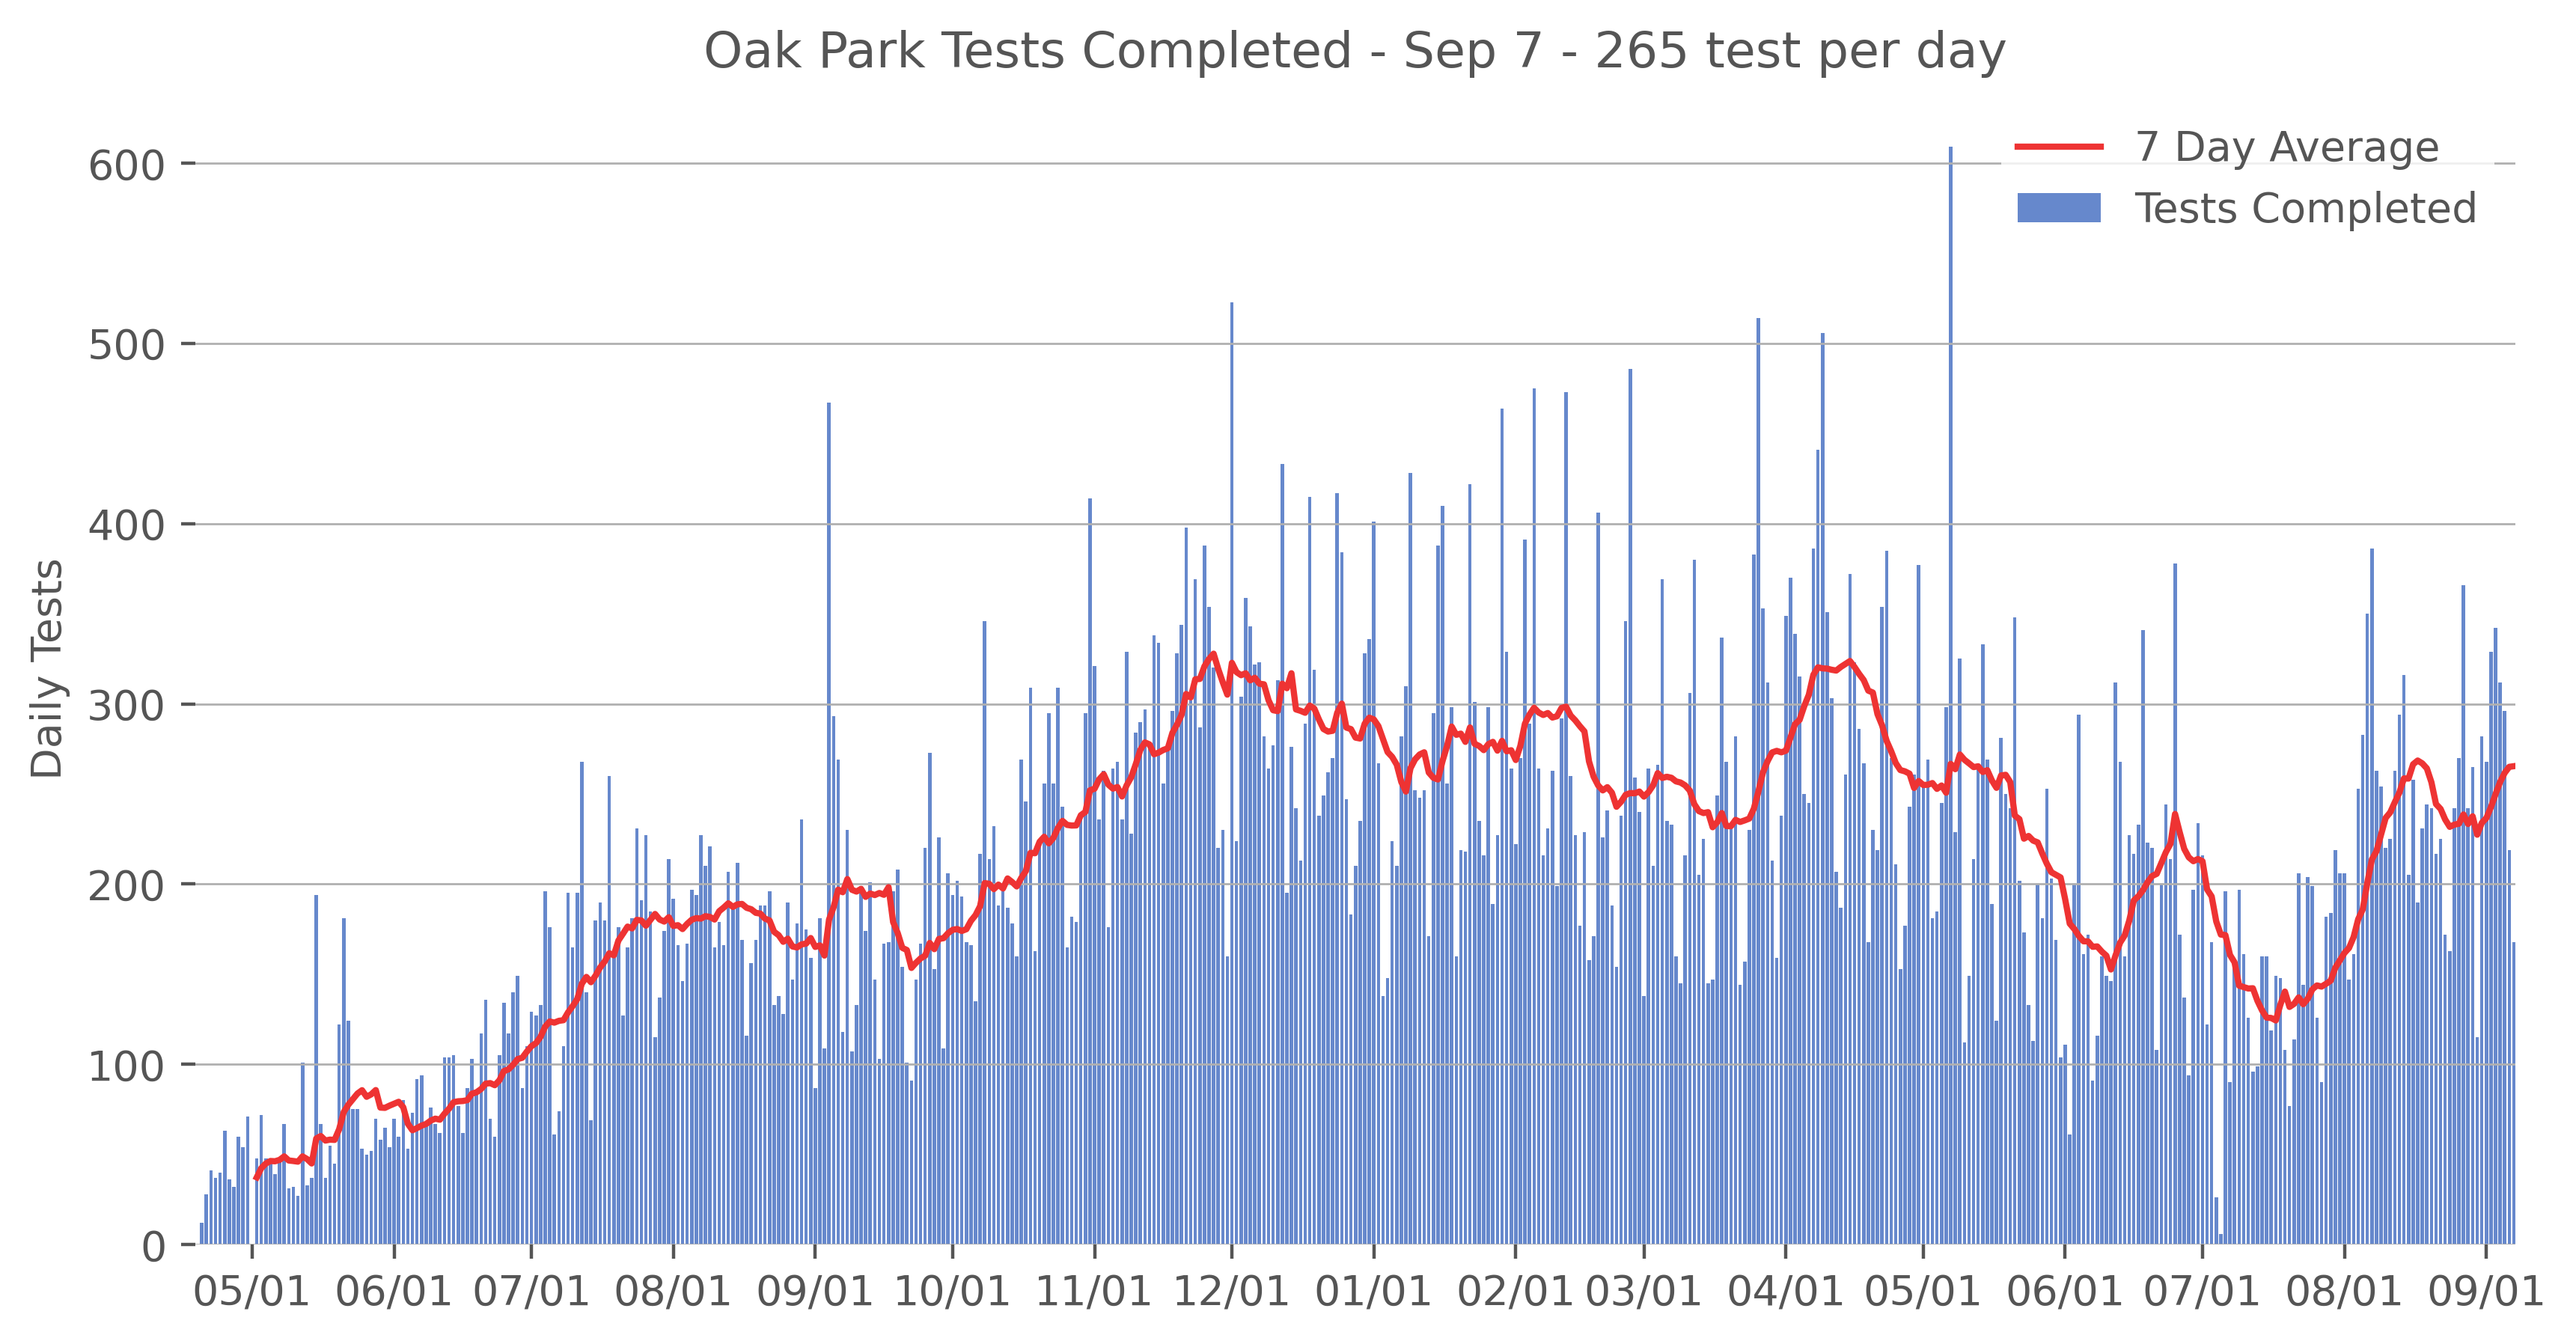 Oak Park Tests Completed - Sep 7 - 265 test per day
7 Day Average
Tests Completed
Daily Tests
600
500
400
300
200
100
0
05/01 06/01 07/01 08/01 09/01 10/01 11/01 12/01 01/01 02/01 03/01 04/01 05/01 06/01 07/01 08/01 09/01